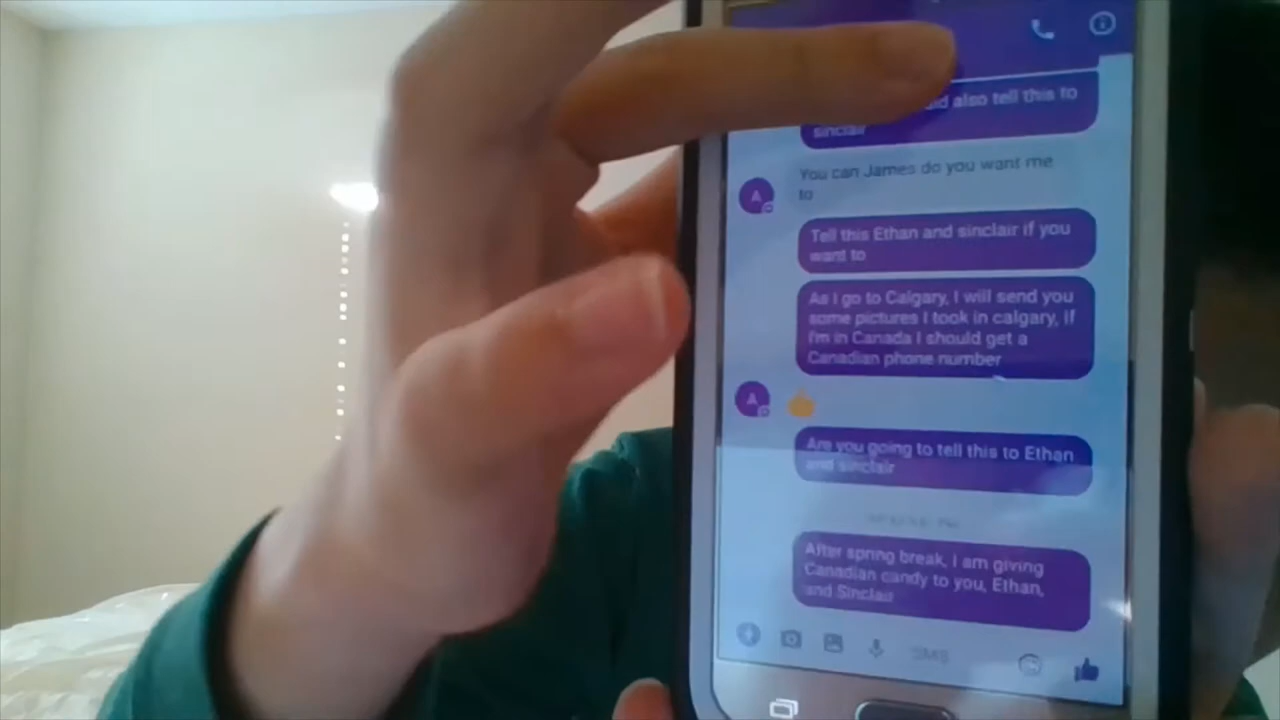 also tell this to
sinclair
You can James do you want me
to
A
Tell this Ethan and sinclair if you
want to
As I go to Calgary, I will send you
some pictures I took in calgary, If
I'm in Canada I should get a
Canadian phone number
A
Are you going to tell this to Ethan
and sinclair
After spring break, I am giving
Canadian candy to you, Ethan,
and Sinclair
SMS